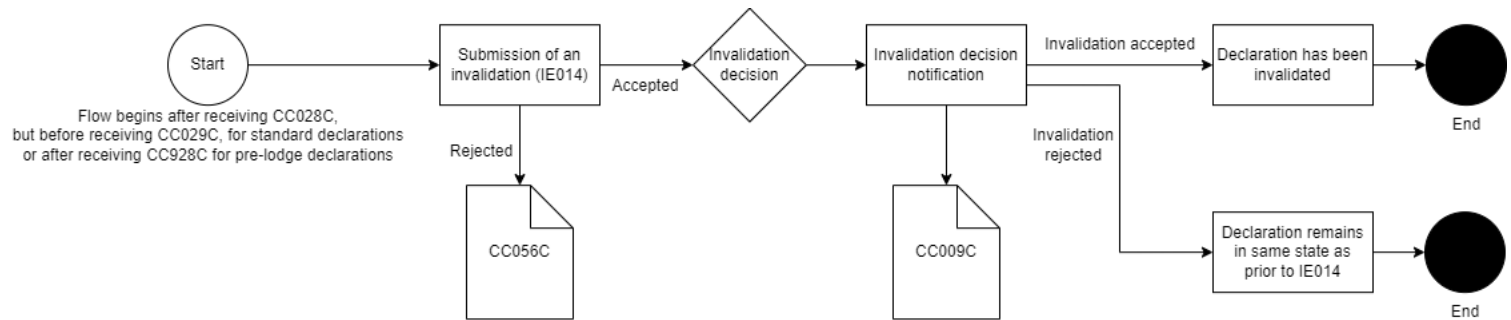 Start
Flow begins after receiving CC028C,
but before receiving CC029C, for standard declarations
or after receiving CC928C for pre-lodge declarations
Submission of an
invalidation (IE014)
Accepted
Rejected
CC056C
Invalidation
decision
Invalidation decision
notification
CC009C
Invalidation accepted
Declaration has been
invalidated
End
Invalidation
rejected
Declaration remains
in same state as
prior to IE014
End